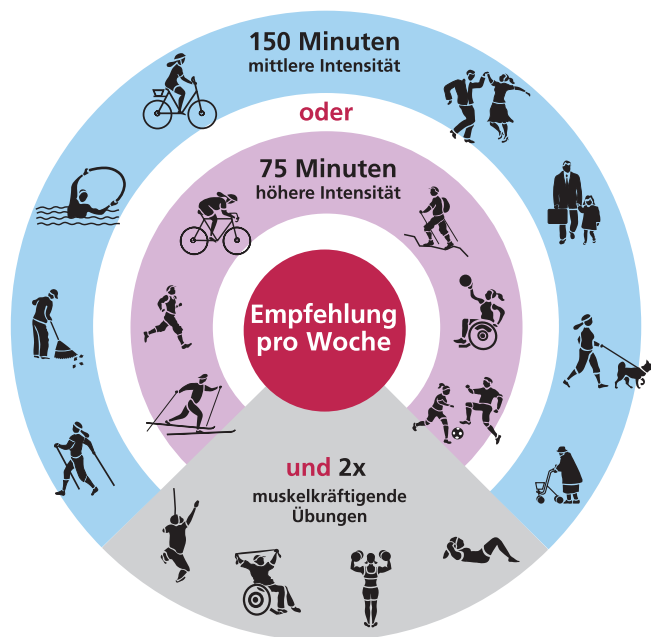 150 Minuten
mittlere Intensität
oder
75 Minuten
höhere Intensität
Empfehlung
pro Woche
und 2x
muskelkräftigende
Übungen